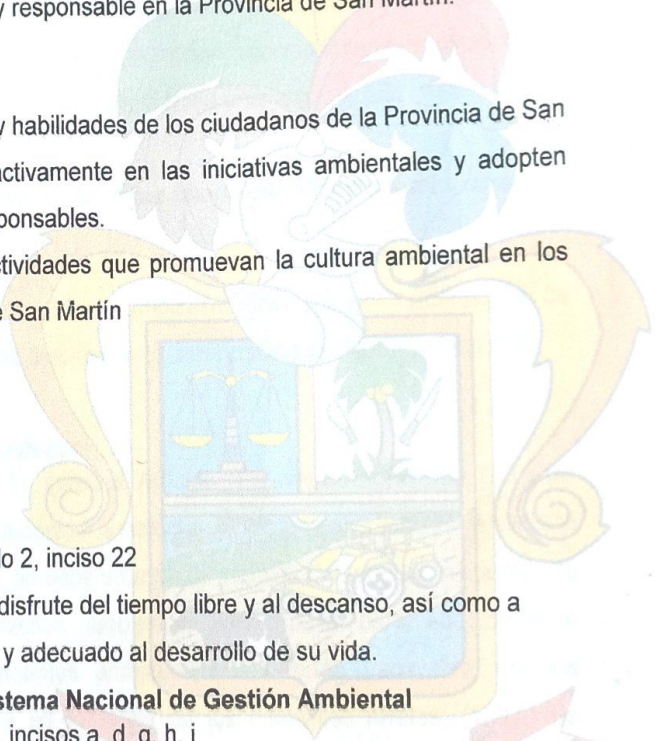 y responsable en la Provincia de San Martín.
y habilidades de los ciudadanos de la Provincia de San
activamente en las iniciativas ambientales y adopten
ponsables.
tividades que promuevan la cultura ambiental en los
e San Martín
lo 2, inciso 22
disfrute del tiempo libre y al descanso, así como a
y adecuado al desarrollo de su vida.
stema Nacional de Gestión Ambiental
incisos a, d, g, h, i